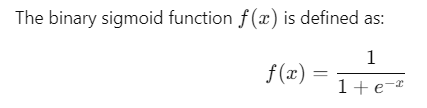 The binary sigmoid function f(x) is defined as:
f(x) = 1 / (1 + e^{-x})